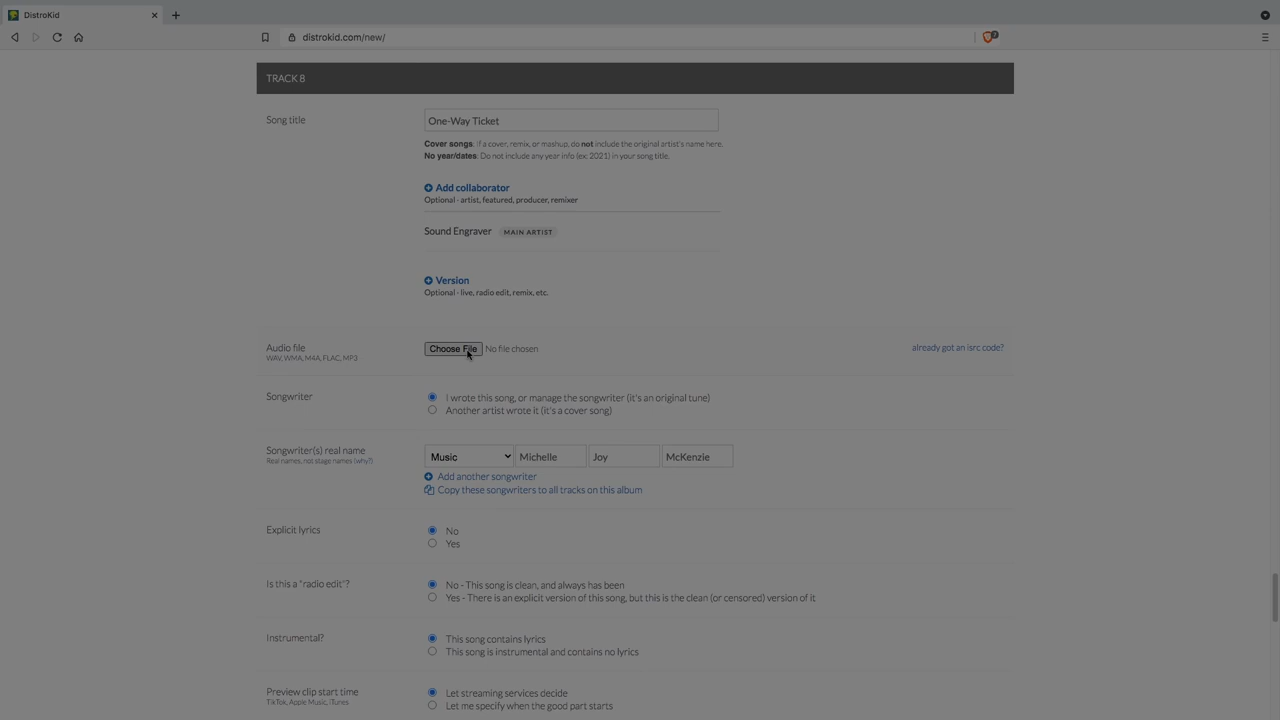 DistroKid
distrokid.com/new/
7
TRACK 8
Song title
One-Way Ticket
Cover songs: If a cover, remix, or mashup, do not include the original artist's name here.
No year/dates: Do not include any year info (ex: 2021) in your song title.
Add collaborator
Optional - artist, featured, producer, remixer
Sound Engraver MAIN ARTIST
Version
Optional - live, radio edit, remix, etc.
Audio file
WAV, WMA, M4A, FLAC, MP3
Choose File No file chosen
already got an isrc code?
Songwriter
I wrote this song, or manage the songwriter (it's an original tune)
Another artist wrote it (it's a cover song)
Songwriter(s) real name
Real names, not stage names (why?)
Music Michelle Joy McKenzie
Add another songwriter
Copy these songwriters to all tracks on this album
Explicit lyrics
No
Yes
Is this a "radio edit"?
No - This song is clean, and always has been
Yes - There is an explicit version of this song, but this is the clean (or censored) version of it
Instrumental?
This song contains lyrics
This song is instrumental and contains no lyrics
Preview clip start time
TikTok, Apple Music, iTunes
Let streaming services decide
Let me specify when the good part starts